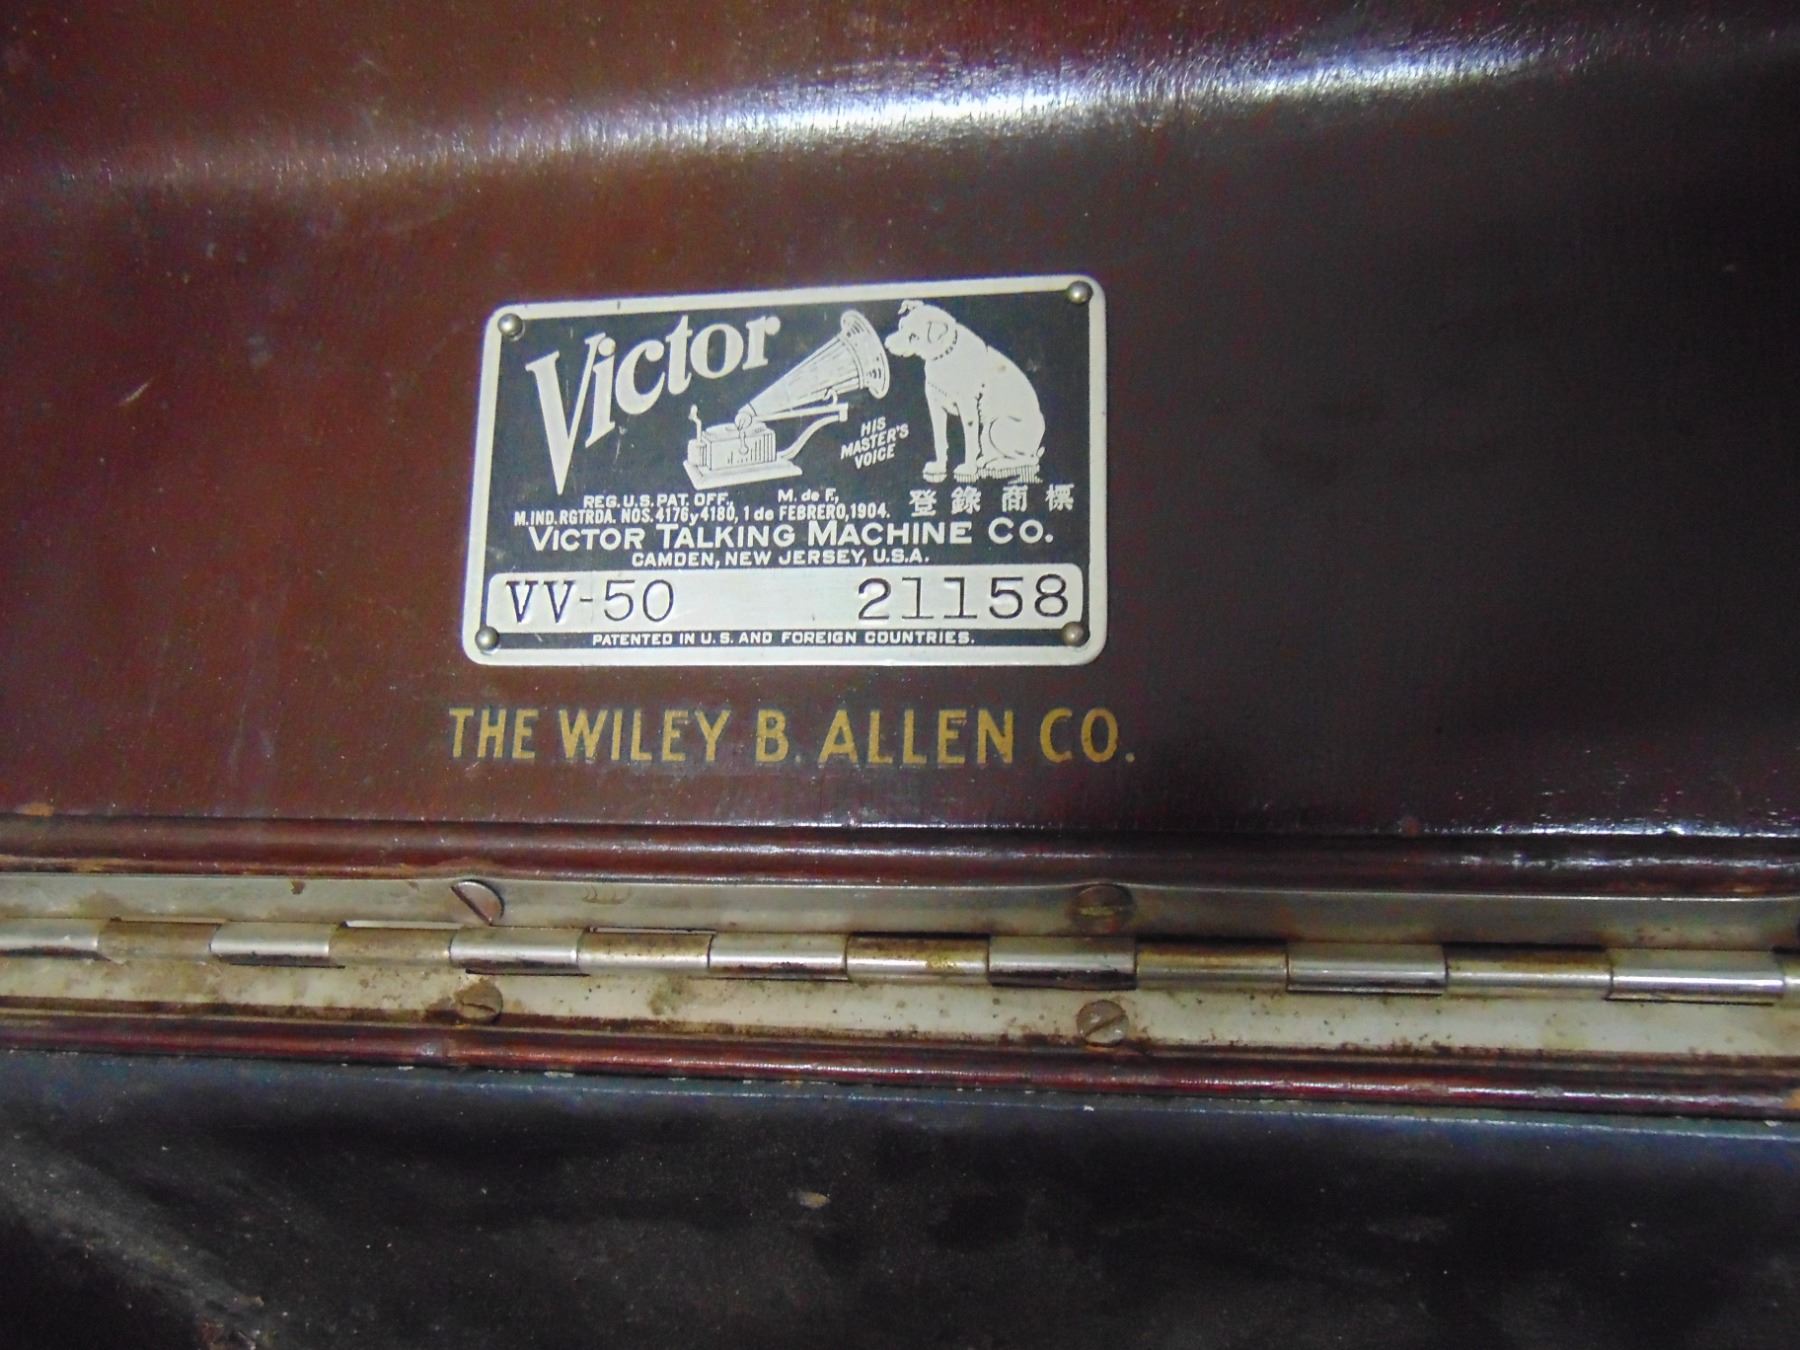 Victor
HIS
MASTER'S
VOICE
REG. U.S. PAT. OFF., M. de F.,
M.IND.RGTRDA. NOS. 4176 y 4180, 1 de FEBRERO, 1904. 登錄商標
VICTOR TALKING MACHINE CO.
CAMDEN, NEW JERSEY, U.S.A.
VV-50 21158
PATENTED IN U.S. AND FOREIGN COUNTRIES.
THE WILEY B. ALLEN CO.